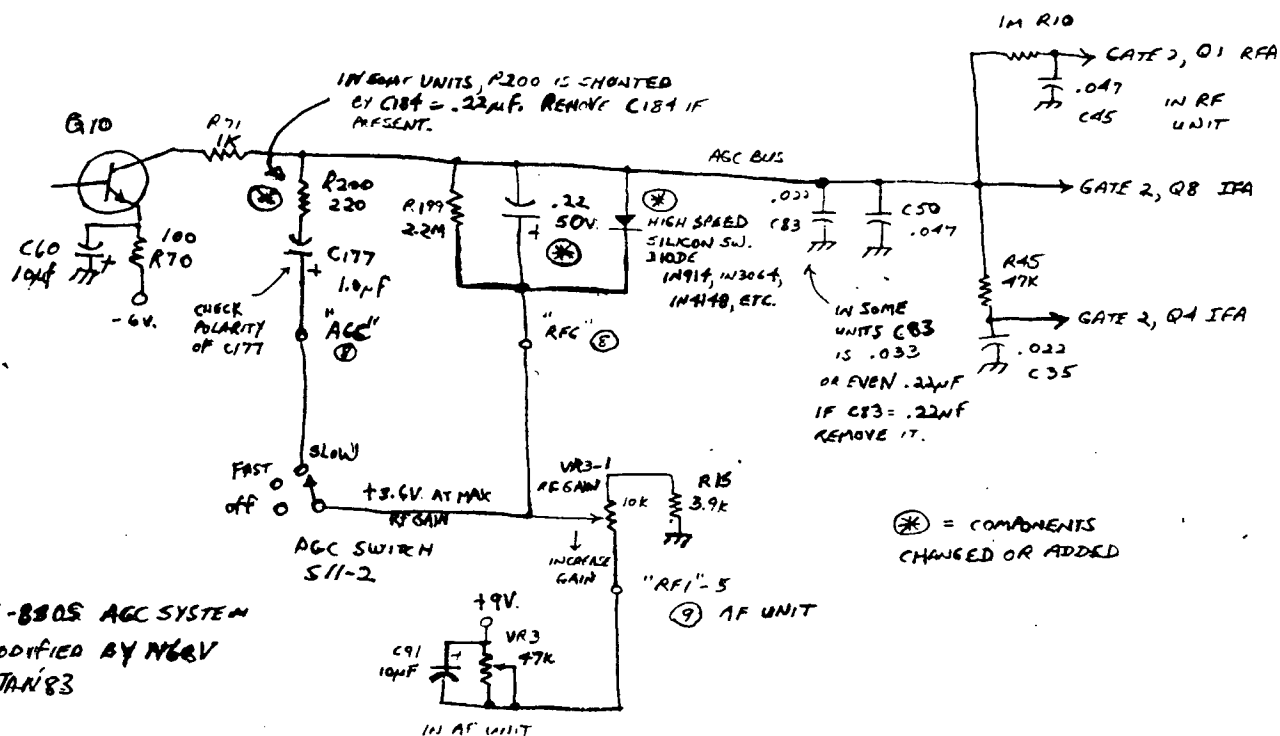 1M R10
GATE 2, Q1 RFA
.047
C45
IN RF
UNIT
UNITS, R200 IS SHUNTED
BY C184 = .22µF. REMOVE C184 IF
PRESENT.
Q10
R71
1K
AGC BUS
R200
220
R199
2.2M
.22
50V.
+
HIGH SPEED
SILICON SW.
DIODE
1N914, 1N3064,
1N4148, ETC.
.022
C83
C50
.047
GATE 2, Q8 IFA
C60
10µF
+
100
R70
-6V.
C177
+
1.0µF
CHECK
POLARITY
OF C177
"AGC"
8
"RFG" 8
IN SOME
UNITS C83
IS .033
OR EVEN .22µF
IF C83 = .22µF
REMOVE IT.
R45
47K
GATE 2, Q4 IFA
.022
C35
SLOW
FAST
OFF
+3.6V. AT MAX
RF GAIN
AGC SWITCH
S11-2
VR3-1
RF GAIN
10K
R15
3.9K
INCREASE
GAIN
"RF1"-5
9 AF UNIT
* = COMPONENTS
CHANGED OR ADDED
-830S AGC SYSTEM
MODIFIED BY N6BV
JAN '83
+9V.
C91
10µF
+
VR3
47K
IN AF UNIT